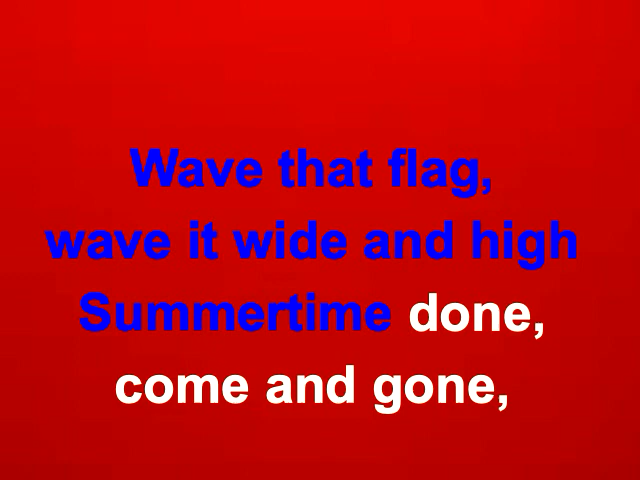 Wave that flag,
wave it wide and high
Summertime done,
come and gone,